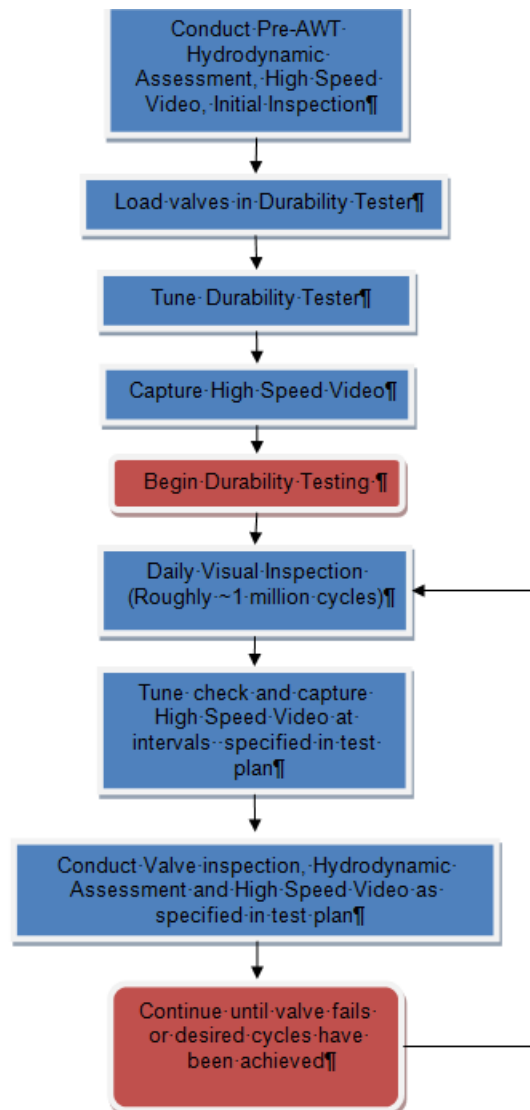 Conduct·Pre-AWT·
Hydrodynamic·
Assessment,·High·Speed·
Video,·Initial·Inspection¶
Load·valves·in·Durability·Tester¶
Tune·Durability·Tester¶
Capture·High·Speed·Video¶
Begin·Durability·Testing·¶
Daily·Visual·Inspection·
(Roughly·~1·million·cycles)¶
Tune·check·and·capture·
High·Speed·Video·at·
intervals··specified·in·test·
plan¶
Conduct·Valve·inspection,·Hydrodynamic·
Assessment·and·High·Speed·Video·as·
specified·in·test·plan¶
Continue·until·valve·fails·
or·desired·cycles·have·
been·achieved¶